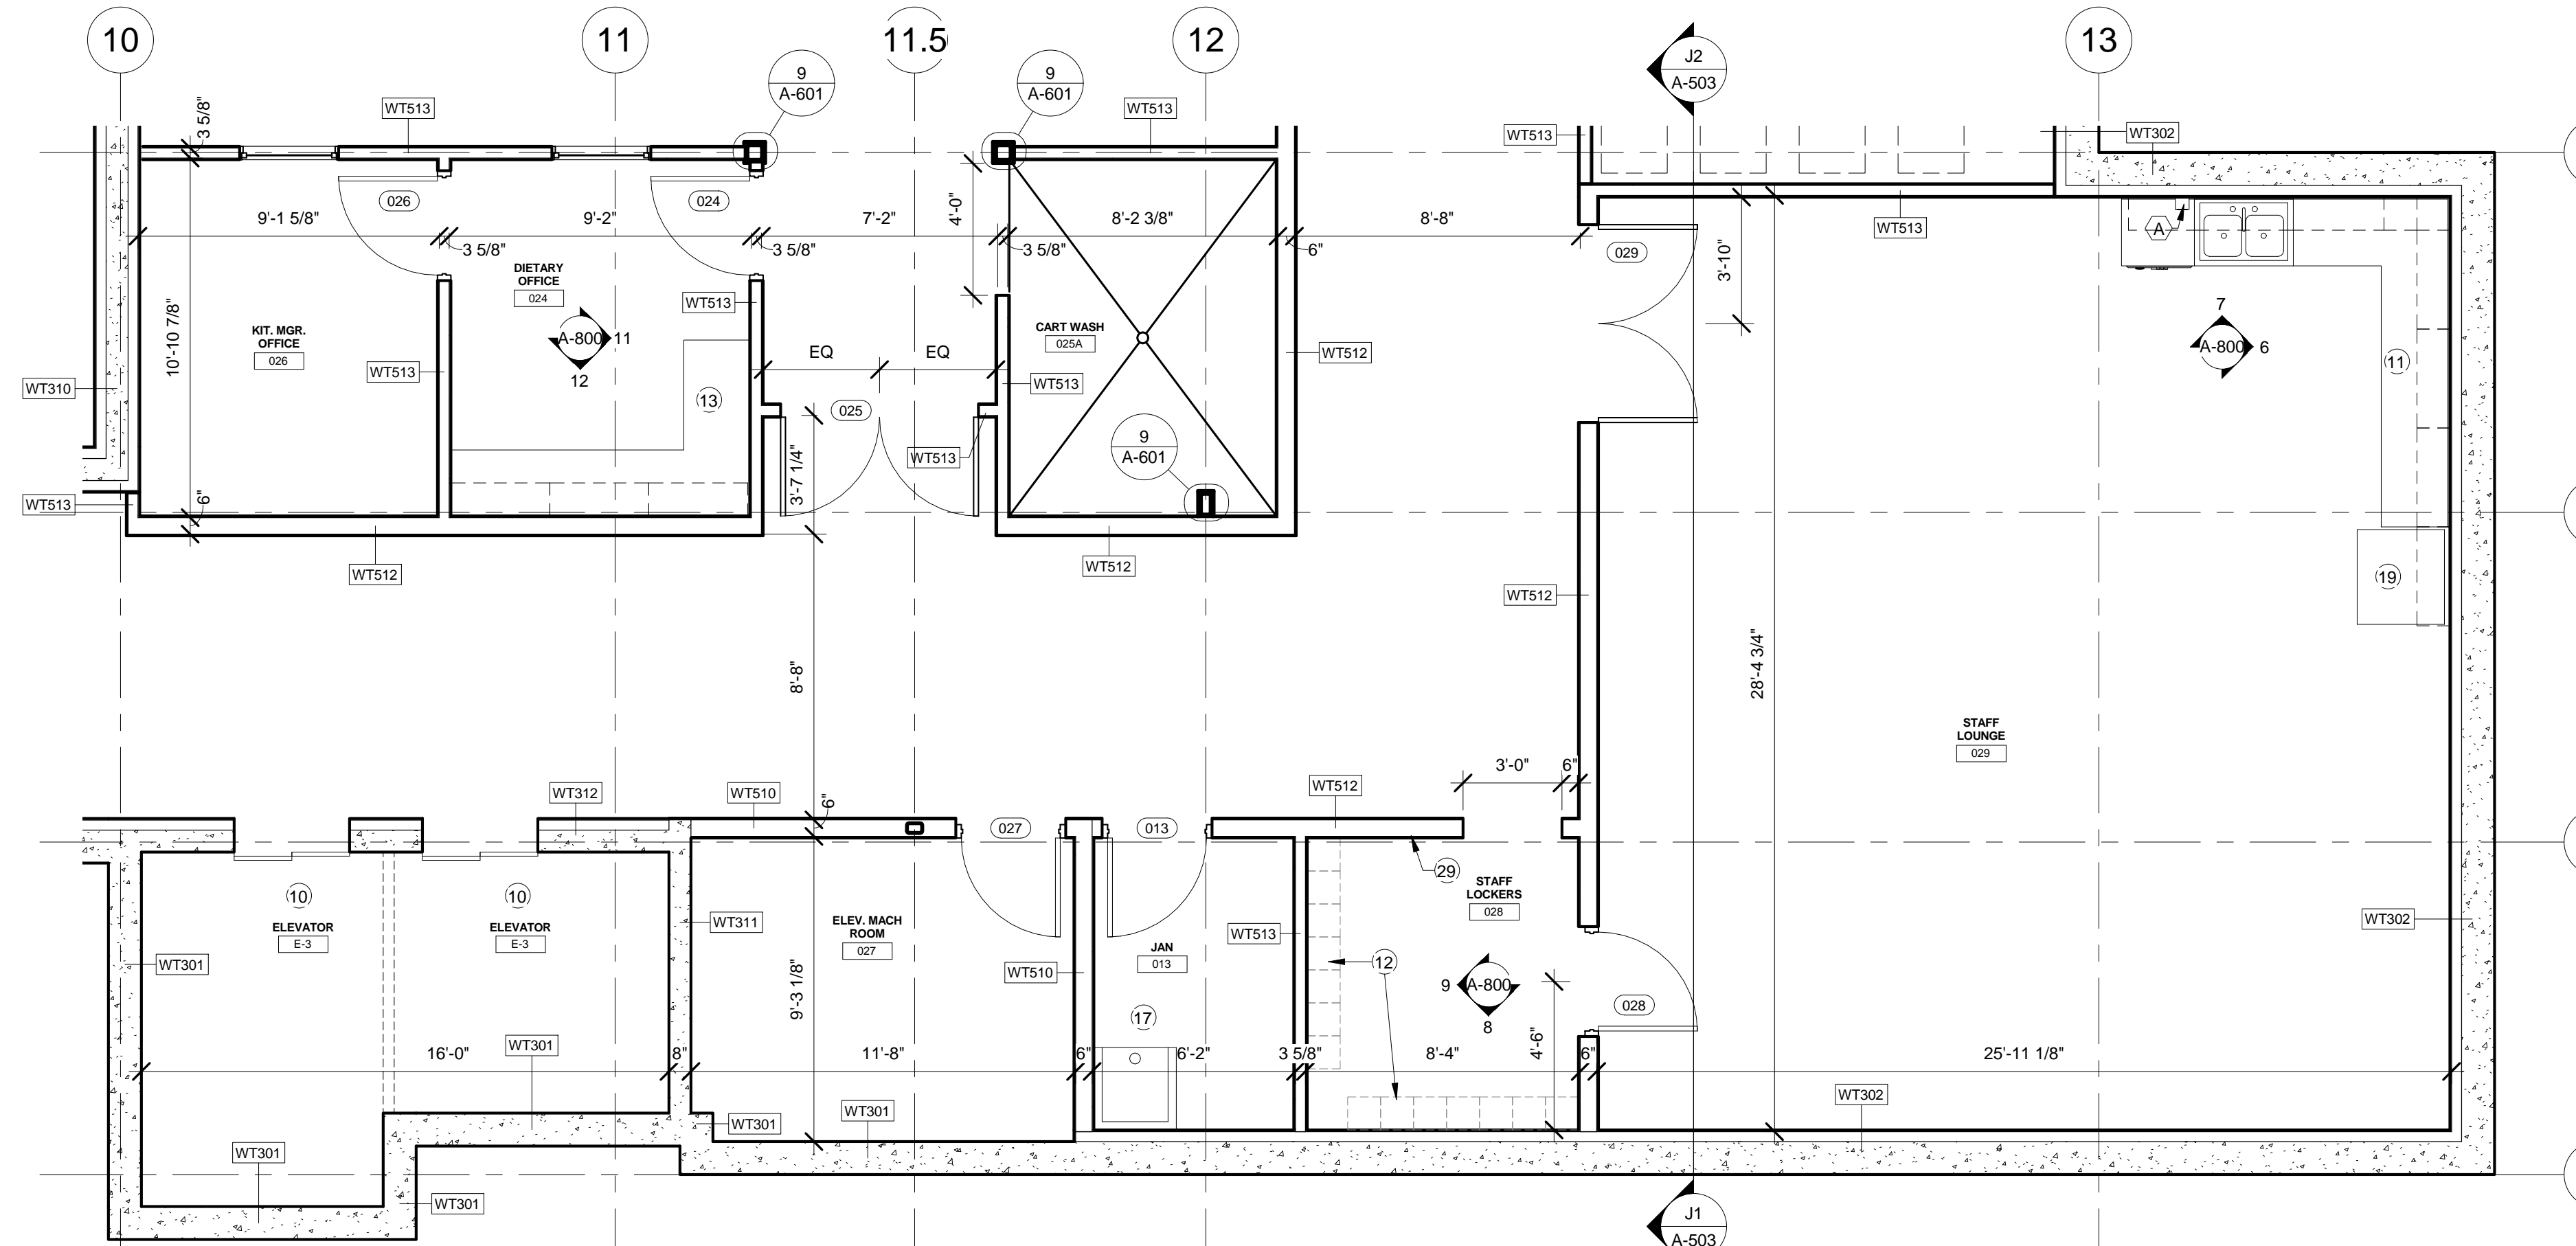 10
11
11.5
12
13
J2
A-503
9
A-601
9
A-601
WT513
WT513
WT513
WT302
3 5/8"
026
024
9'-1 5/8"
9'-2"
7'-2"
4'-0"
8'-2 3/8"
8'-8"
WT513
3 5/8"
3 5/8"
3 5/8"
6"
029
3'-10"
A
DIETARY
OFFICE
024
WT513
7
KIT. MGR.
OFFICE
026
10'-10 7/8"
A-800
11
12
CART WASH
025A
EQ
EQ
WT512
A-800
6
11
WT310
WT513
WT513
13
025
9
A-601
WT513
3'-7 1/4"
WT513
6"
WT512
WT512
WT512
19
8'-8"
28'-4 3/4"
STAFF
LOUNGE
029
3'-0"
6"
WT312
WT510
6"
WT512
027
013
10
10
29
STAFF
LOCKERS
028
ELEVATOR
E-3
ELEVATOR
E-3
WT311
ELEV. MACH
ROOM
027
WT302
WT513
JAN
013
WT301
WT510
12
9
A-800
8
9'-3 1/8"
17
028
4'-6"
WT301
16'-0"
8"
11'-8"
6"
6'-2"
3 5/8"
8'-4"
6"
25'-11 1/8"
WT302
WT301
WT301
WT301
WT301
J1
A-503